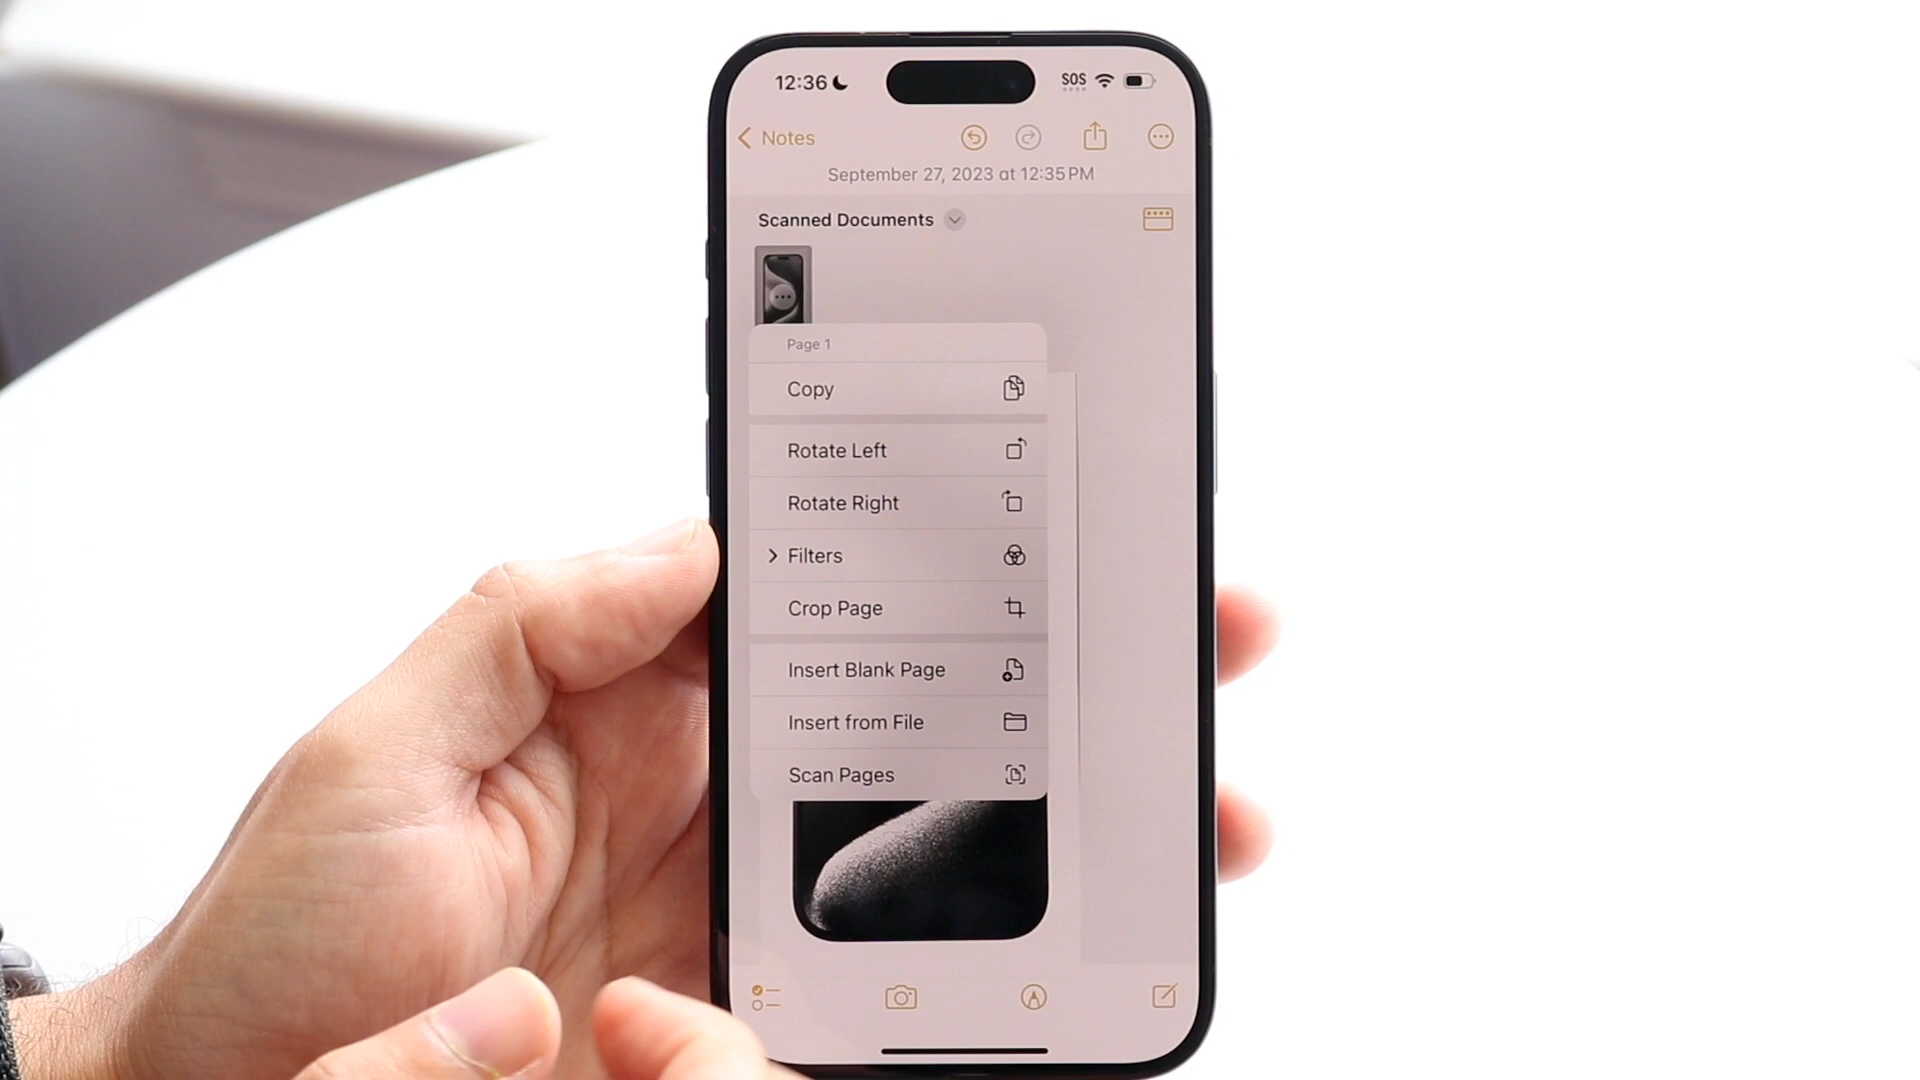 12:36
SOS
Notes
September 27, 2023 at 12:35 PM
Scanned Documents
Page 1
Copy
Rotate Left
Rotate Right
Filters
Crop Page
Insert Blank Page
Insert from File
Scan Pages